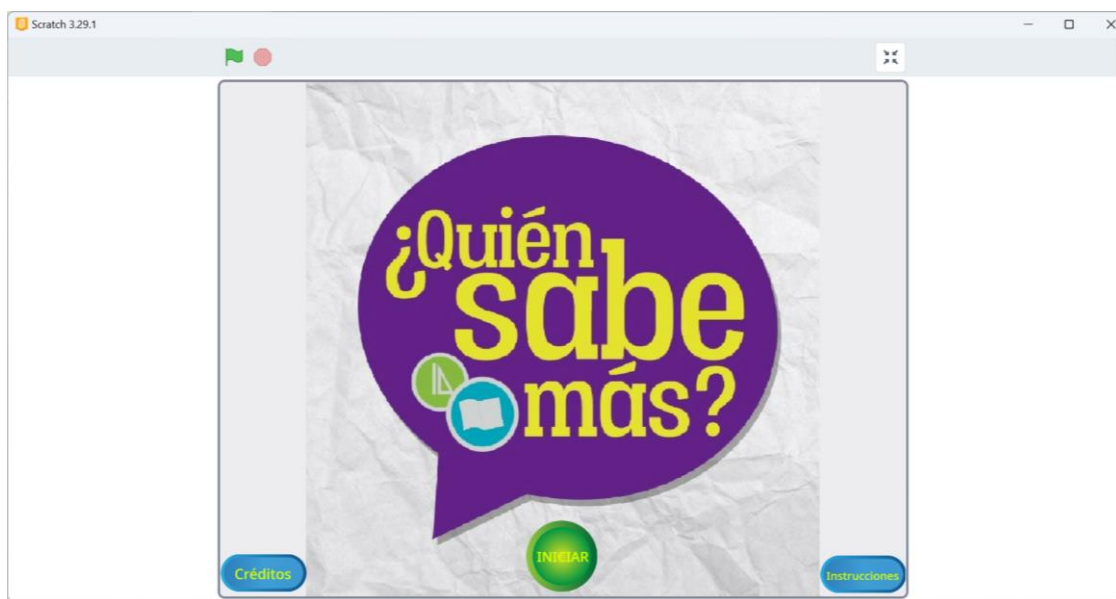 Scratch 3.29.1
¿Quién
sabe
más?
INICIAR
Créditos
Instrucciones